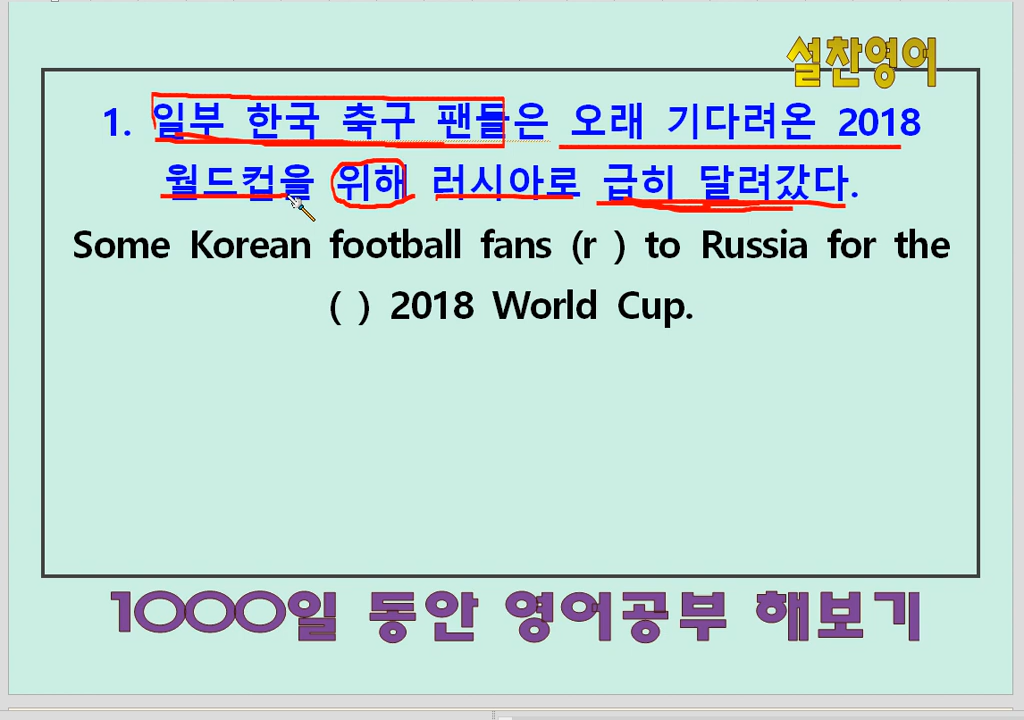 설찬영어
1. 일부 한국 축구 팬들은 오래 기다려온 2018
월드컵을 위해 러시아로 급히 달려갔다.
Some Korean football fans (r ) to Russia for the
( ) 2018 World Cup.
1000일 동안 영어공부 해보기